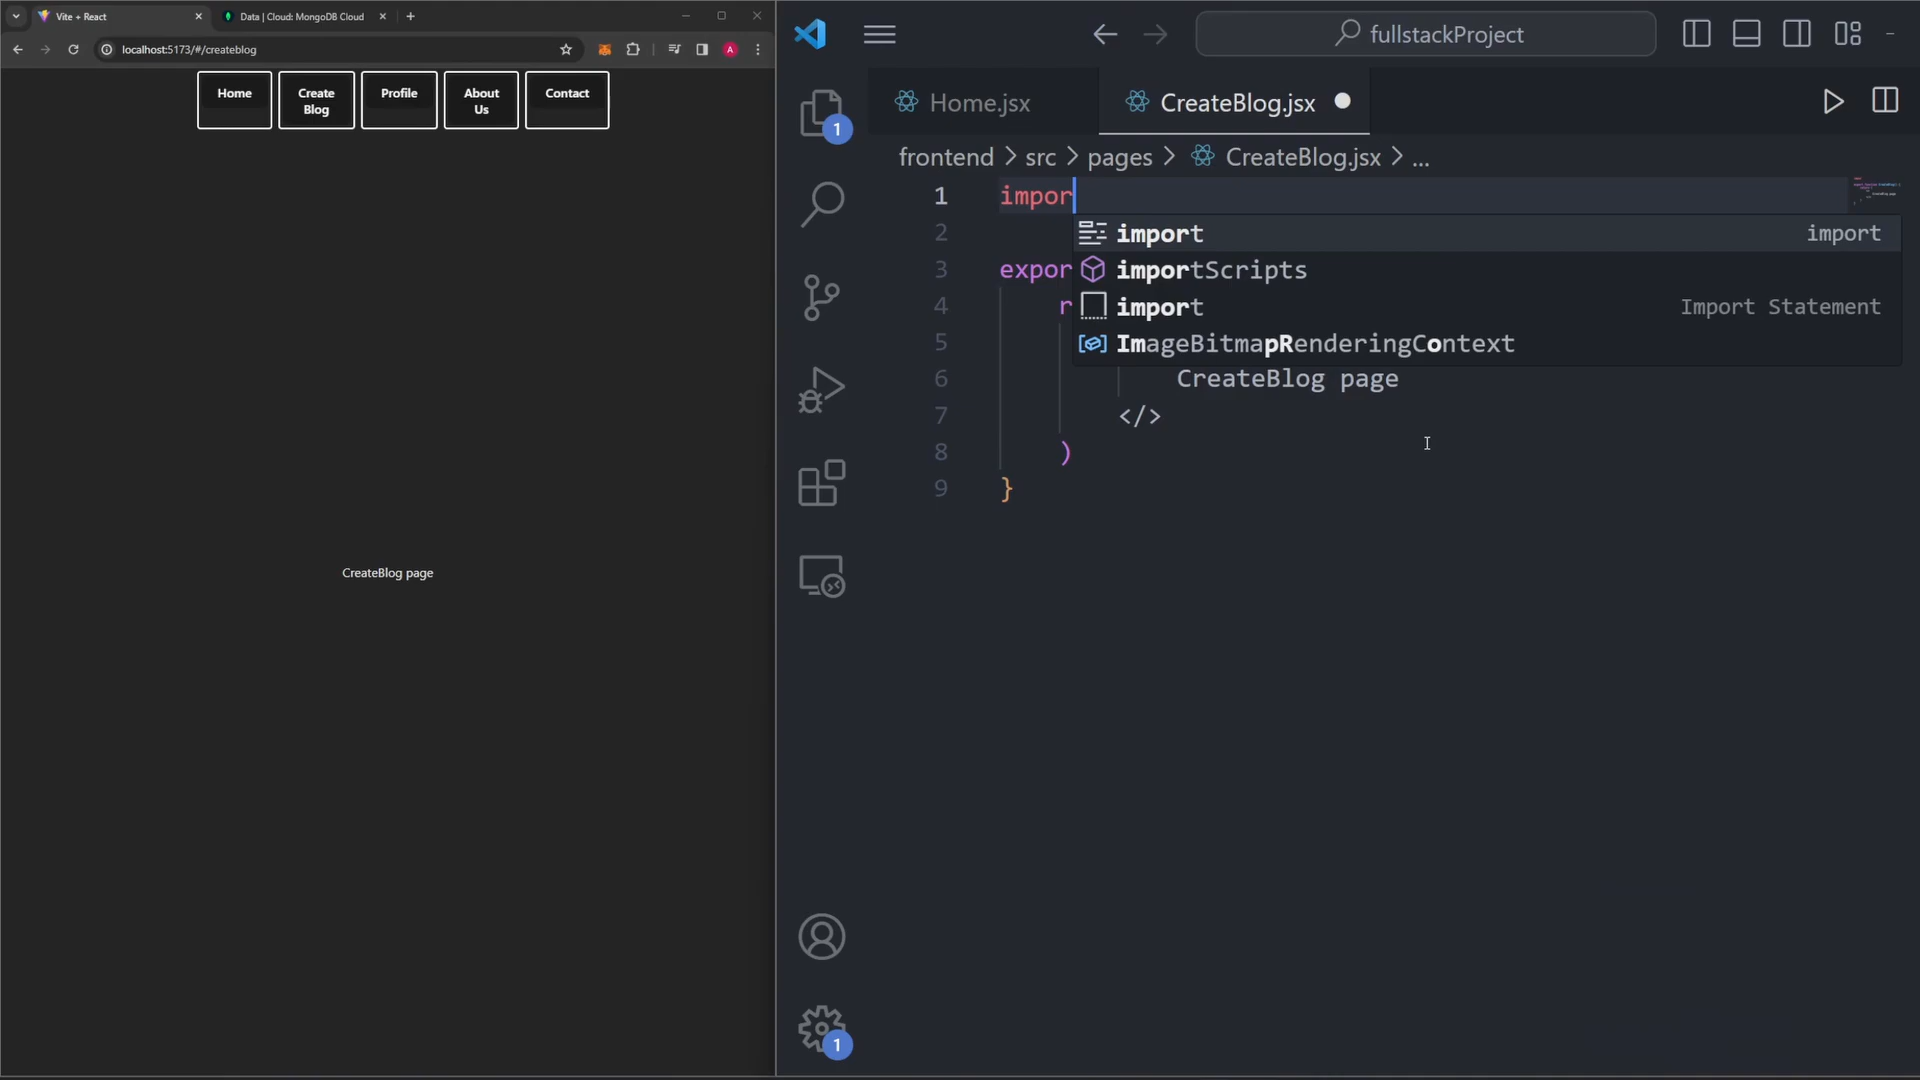 Vite + React
Data | Cloud: MongoDB Cloud
localhost:5173/#/createblog
A
Home
Create
Blog
Profile
About
Us
Contact
CreateBlog page
fullstackProject
1
Home.jsx
CreateBlog.jsx
frontend > src > pages > CreateBlog.jsx > ...
1 impor
import import
importScripts
import Import Statement
ImageBitmapRenderingContext
2
3 expor
4 r
5
6 CreateBlog page
7 </>
8 )
9 }
1